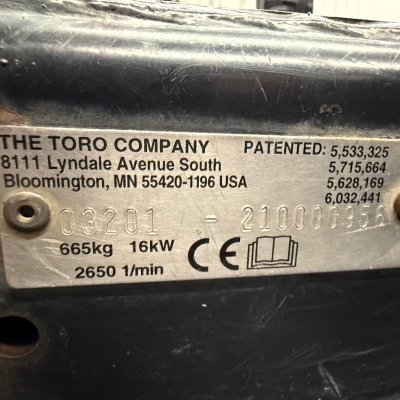 THE TORO COMPANY
8111 Lyndale Avenue South
Bloomington, MN 55420-1196 USA
PATENTED: 5,533,325
5,715,664
5,628,169
6,032,441
03201 - 210000956
665kg 16kW
2650 1/min
CE